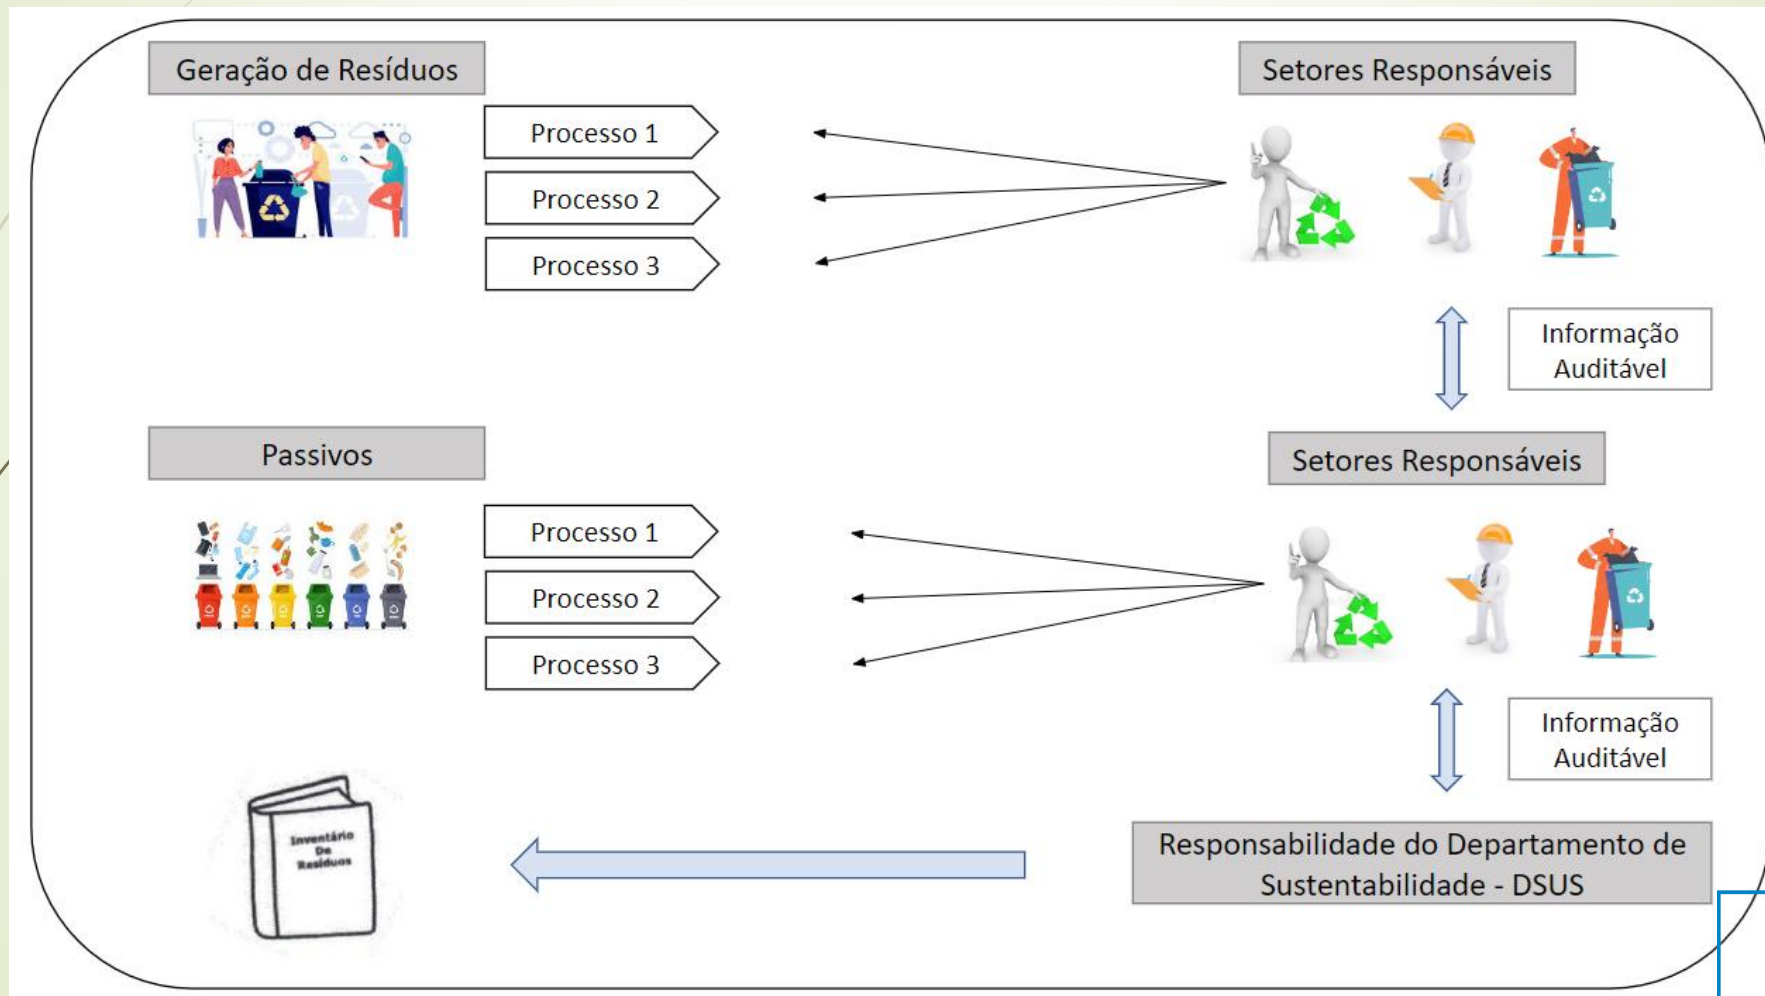 Geração de Resíduos
Setores Responsáveis
Processo 1
Processo 2
Processo 3
Informação
Auditável
Passivos
Setores Responsáveis
Processo 1
Processo 2
Processo 3
Informação
Auditável
Inventário
De
Resíduos
Responsabilidade do Departamento de
Sustentabilidade - DSUS